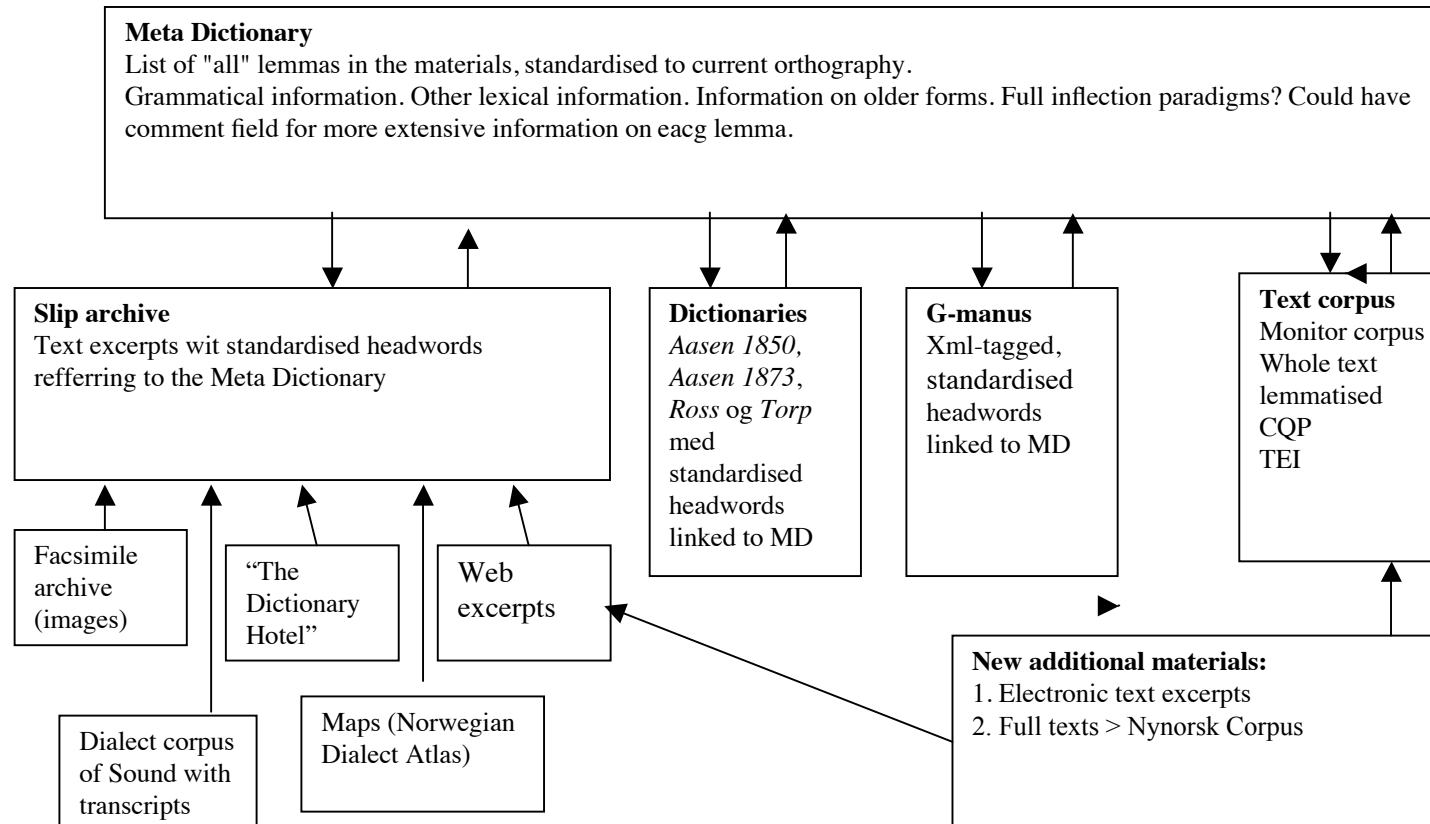 Meta Dictionary
List of "all" lemmas in the materials, standardised to current orthography.
Grammatical information. Other lexical information. Information on older forms. Full inflection paradigms? Could have
comment field for more extensive information on eacg lemma.
Slip archive
Text excerpts wit standardised headwords
refferring to the Meta Dictionary
Dictionaries
Aasen 1850,
Aasen 1873,
Ross og Torp
med
standardised
headwords
linked to MD
G-manus
Xml-tagged,
standardised
headwords
linked to MD
Text corpus
Monitor corpus
Whole text
lemmatised
CQP
TEI
Facsimile
archive
(images)
“The
Dictionary
Hotel”
Web
excerpts
Dialect corpus
of Sound with
transcripts
Maps (Norwegian
Dialect Atlas)
New additional materials:
1. Electronic text excerpts
2. Full texts > Nynorsk Corpus